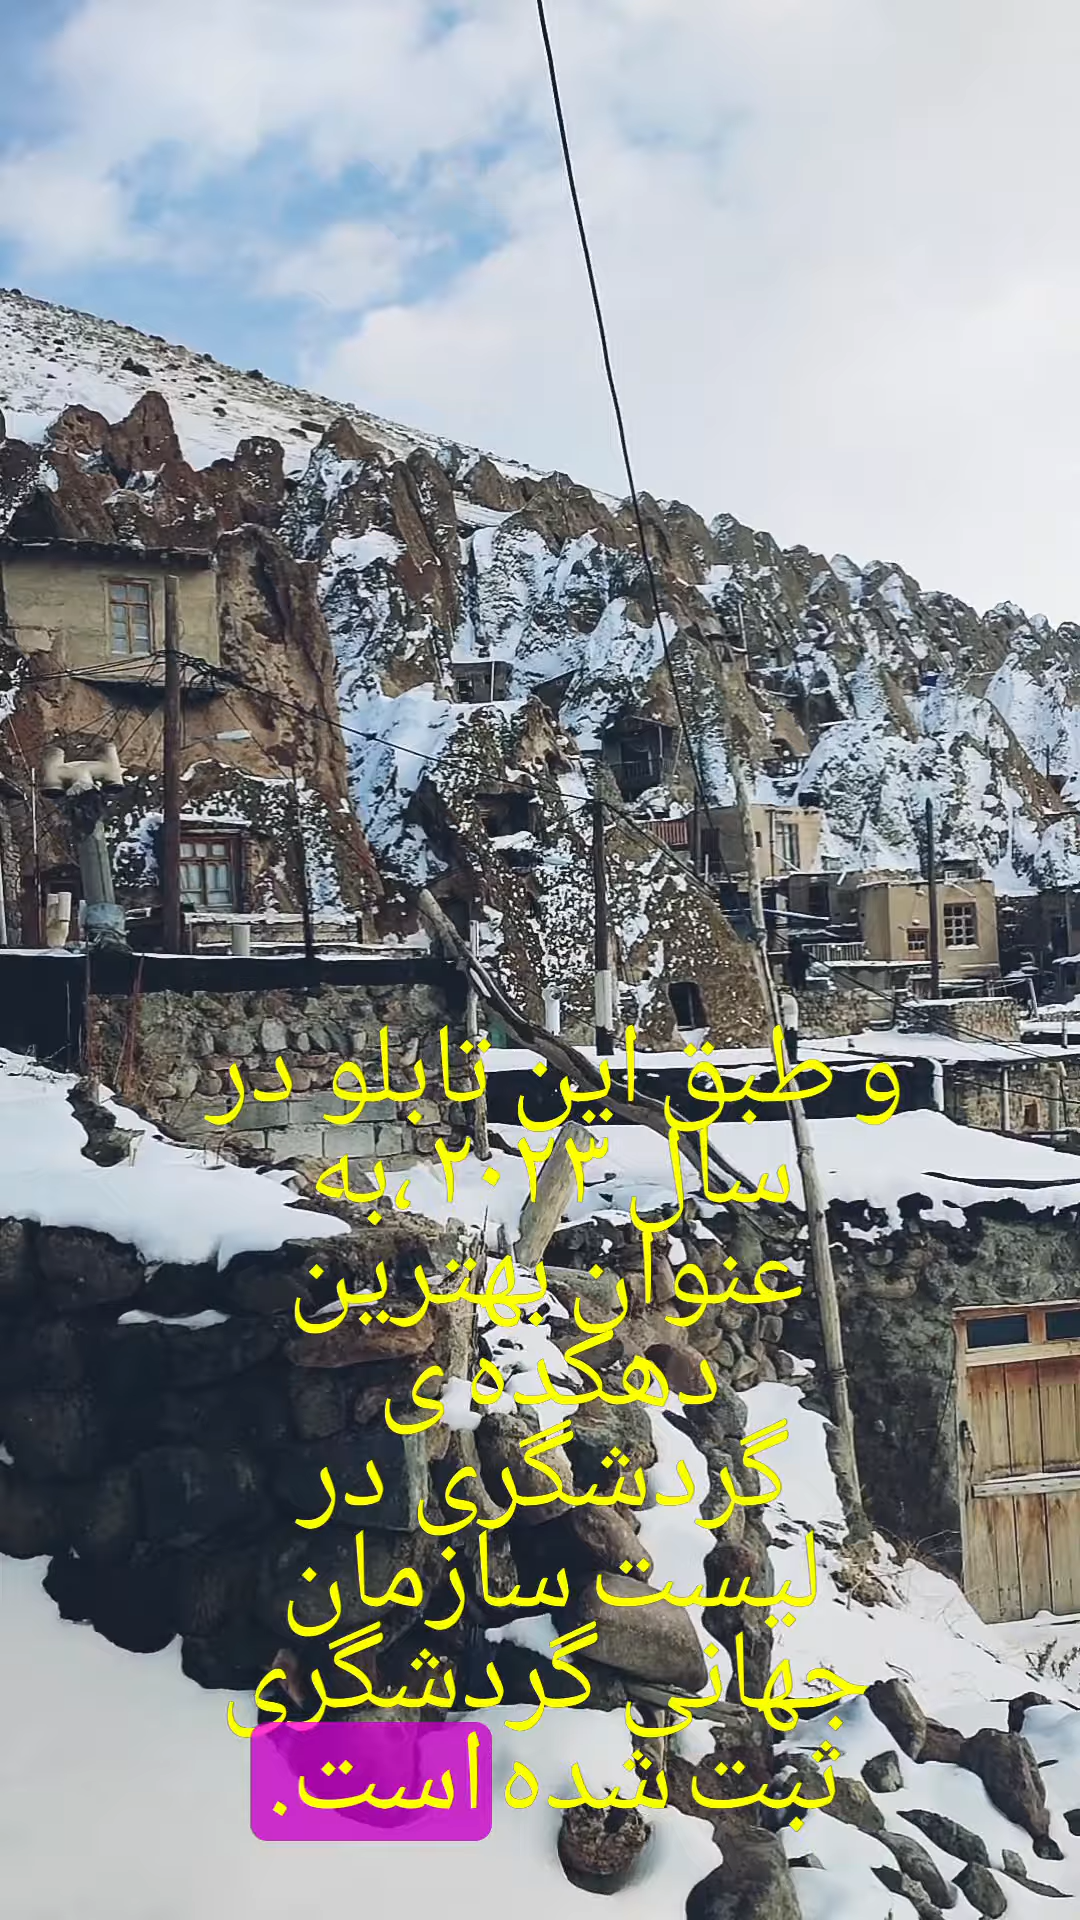 و طبق این تابلو در
سال ۲۰۲۳،به
عنوان بهترین
دهکده ی
گردشگری در
لیست سازمان
جهانی گردشگری
ثبت شده است.